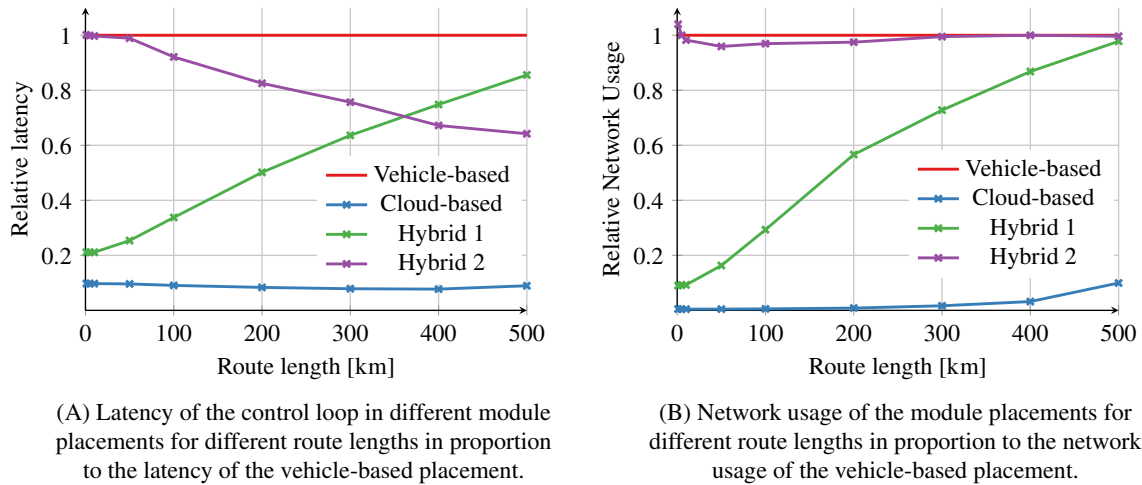 1
0.8
0.6
0.4
0.2
0
100
200
300
400
500
Relative latency
Route length [km]
Vehicle-based
Cloud-based
Hybrid 1
Hybrid 2
(A) Latency of the control loop in different module
placements for different route lengths in proportion
to the latency of the vehicle-based placement.
1
0.8
0.6
0.4
0.2
0
100
200
300
400
500
Relative Network Usage
Route length [km]
Vehicle-based
Cloud-based
Hybrid 1
Hybrid 2
(B) Network usage of the module placements for
different route lengths in proportion to the network
usage of the vehicle-based placement.